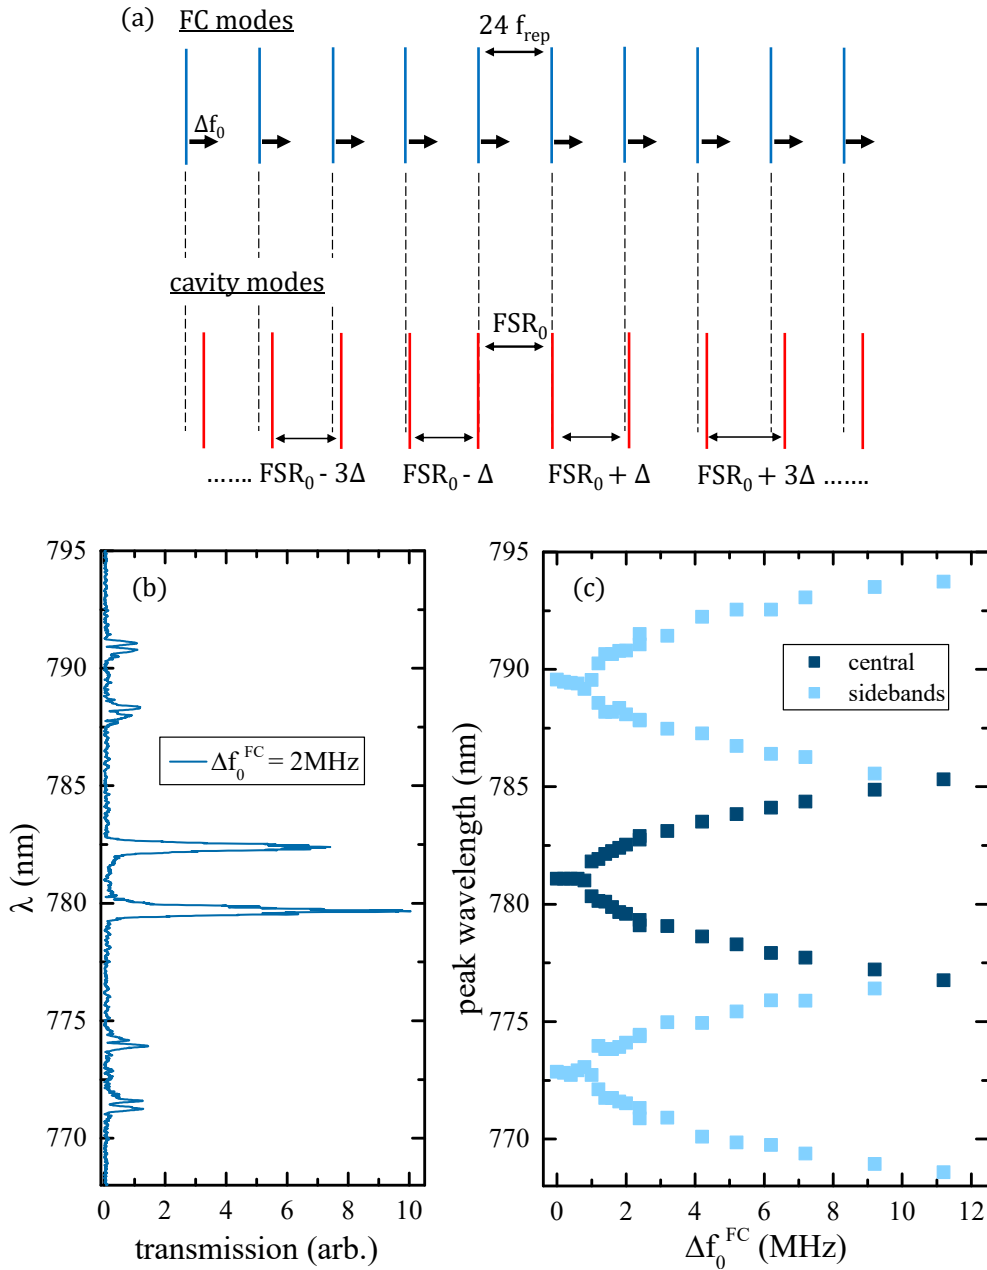 (a)
FC modes
24 f_rep
Δf_0
cavity modes
FSR_0
....... FSR_0 - 3Δ
FSR_0 - Δ
FSR_0 + Δ
FSR_0 + 3Δ .......
(b)
795
790
785
780
775
770
λ (nm)
Δf_0^FC = 2MHz
0 2 4 6 8 10
transmission (arb.)
(c)
795
790
785
780
775
770
peak wavelength (nm)
central
sidebands
0 2 4 6 8 10 12
Δf_0^FC (MHz)